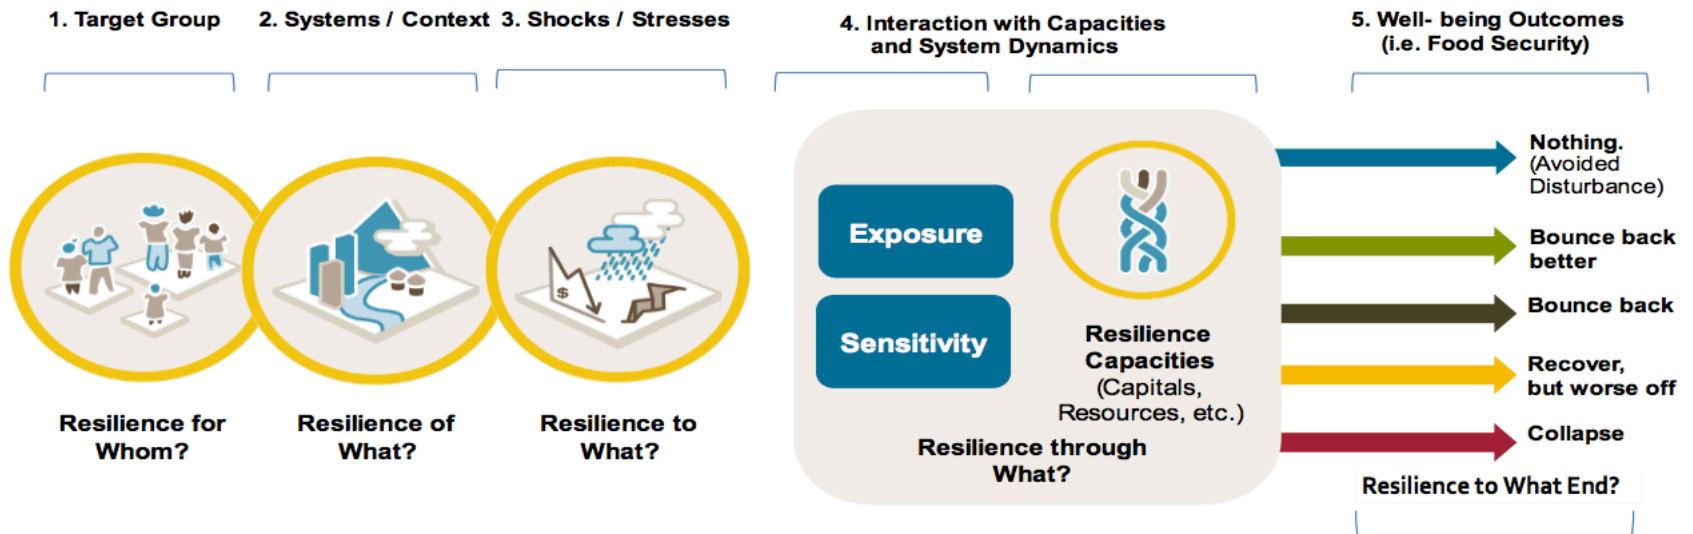 1. Target Group
2. Systems / Context
3. Shocks / Stresses
4. Interaction with Capacities
and System Dynamics
5. Well- being Outcomes
(i.e. Food Security)
$
Resilience for
Whom?
Resilience of
What?
Resilience to
What?
Exposure
Sensitivity
Resilience
Capacities
(Capitals,
Resources, etc.)
Resilience through
What?
Nothing.
(Avoided
Disturbance)
Bounce back
better
Bounce back
Recover,
but worse off
Collapse
Resilience to What End?